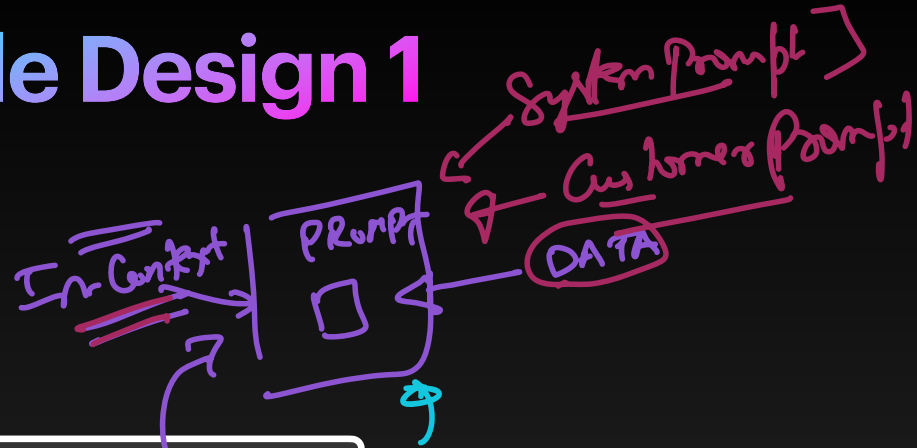 le Design 1
System Prompt
Customer Prompt
PROMPT
In Context
DATA